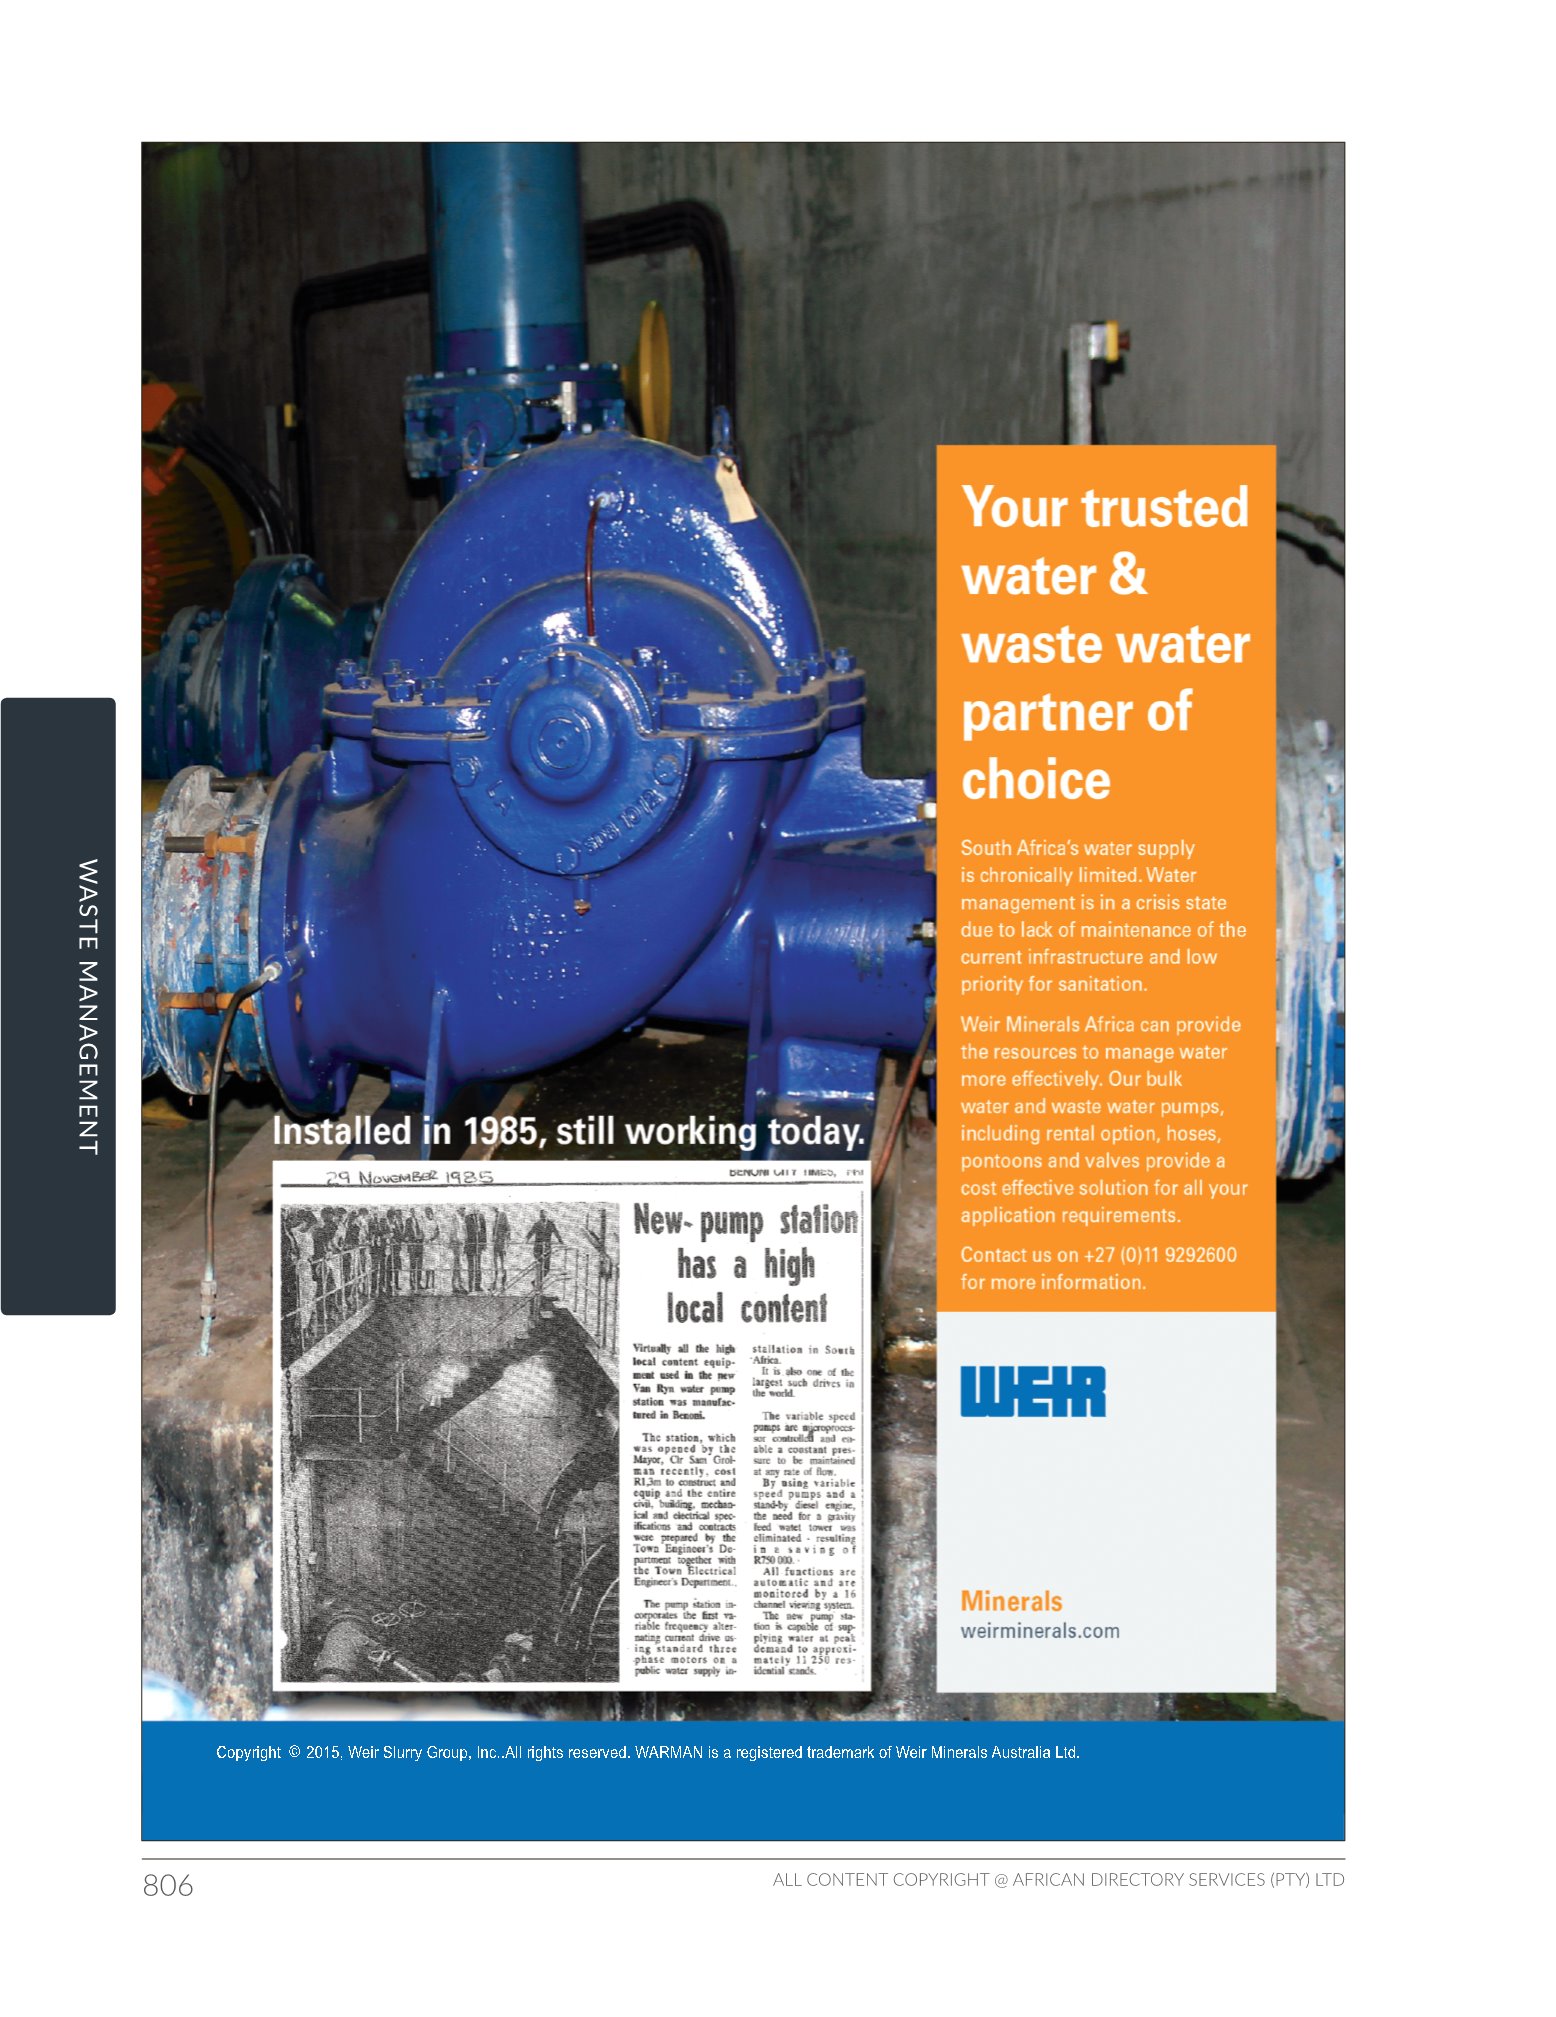 WASTE MANAGEMENT
Your trusted
water &
waste water
partner of
choice
South Africa's water supply
is chronically limited. Water
management is in a crisis state
due to lack of maintenance of the
current infrastructure and low
priority for sanitation.
Weir Minerals Africa can provide
the resources to manage water
more effectively. Our bulk
water and waste water pumps,
including rental option, hoses,
pontoons and valves provide a
cost effective solution for all your
application requirements.
Contact us on +27 (0)11 9292600
for more information.
WEIR
Minerals
weirminerals.com
Installed in 1985, still working today.
29 NOVEMBER 1985
BENONI CITY TIMES,
New- pump station
has a high
local content
Virtually all the high
local content equip-
ment used in the new
Van Ryn water pump
station was manufac-
tured in Benoni.
The station, which
was opened by the
Mayor, Clr Sam Grol-
man recently, cost
R1,3m to construct and
equip and the entire
civil, building, mechan-
ical and electrical spec-
ifications and contracts
were prepared by the
Town Engineer's De-
partment together with
the Town Electrical
Engineer's Department.
The pump station in-
corporates the first va-
riable frequency alter-
nating current drive us-
ing standard three
phase motors on a
public water supply in-
stallation in South
Africa.
It is also one of the
largest such drives in
the world.
The variable speed
pumps are microproces-
sor controlled and en-
able a constant pres-
sure to be maintained
at any rate of flow.
By using variable
speed pumps and a
stand-by diesel engine,
the need for a gravity
feed water tower was
eliminated - resulting
in a saving of
R750 000.
All functions are
automatic and are
monitored by a 16
channel viewing system.
The new pump sta-
tion is capable of sup-
plying water at peak
demand to approxi-
mately 11 250 res-
idential stands.
Copyright © 2015, Weir Slurry Group, Inc..All rights reserved. WARMAN is a registered trademark of Weir Minerals Australia Ltd.
806
ALL CONTENT COPYRIGHT @ AFRICAN DIRECTORY SERVICES (PTY) LTD